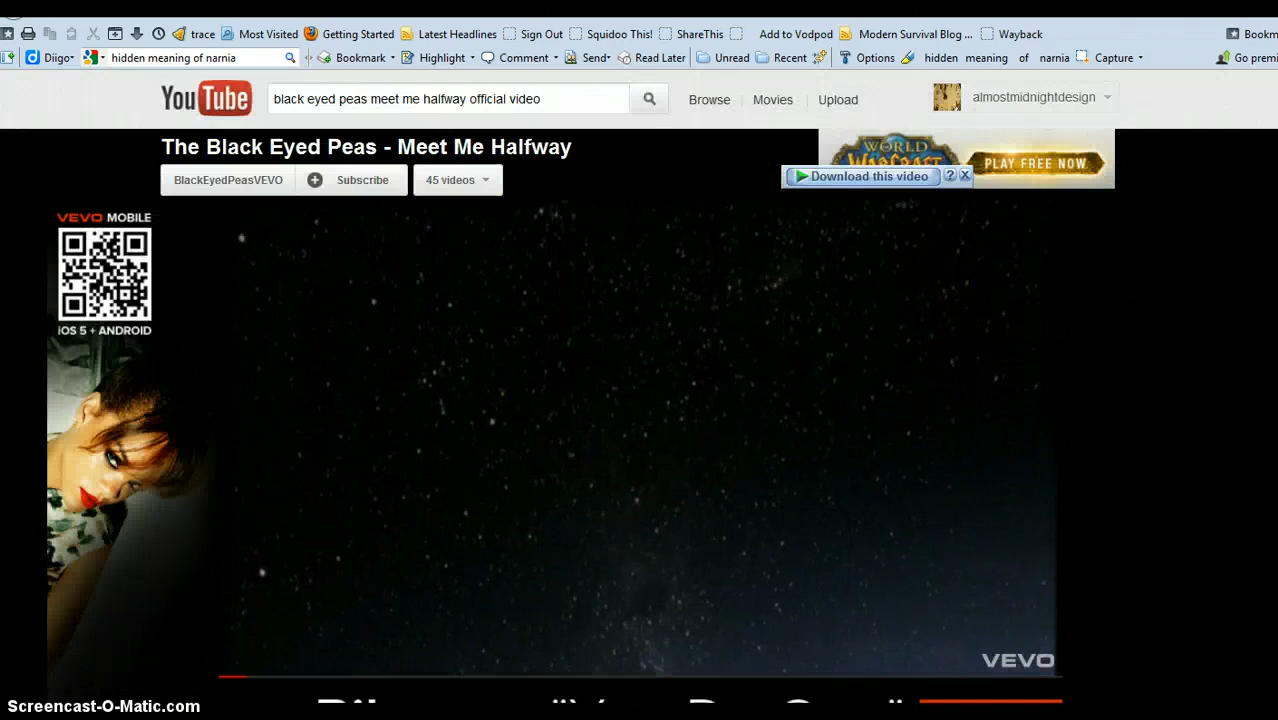 trace Most Visited Getting Started Latest Headlines Sign Out Squidoo This! ShareThis Add to Vodpod Modern Survival Blog ... Wayback
Diigo hidden meaning of narnia Bookmark Highlight Comment Send Read Later Unread Recent Options hidden meaning of narnia Capture
YouTube black eyed peas meet me halfway official video Browse Movies Upload almostmidnightdesign
The Black Eyed Peas - Meet Me Halfway
WORLD WARCRAFT PLAY FREE NOW
BlackEyedPeasVEVO Subscribe 45 videos Download this video ? X
VEVO MOBILE
iOS 5 + ANDROID
VEVO
Screencast-O-Matic.com